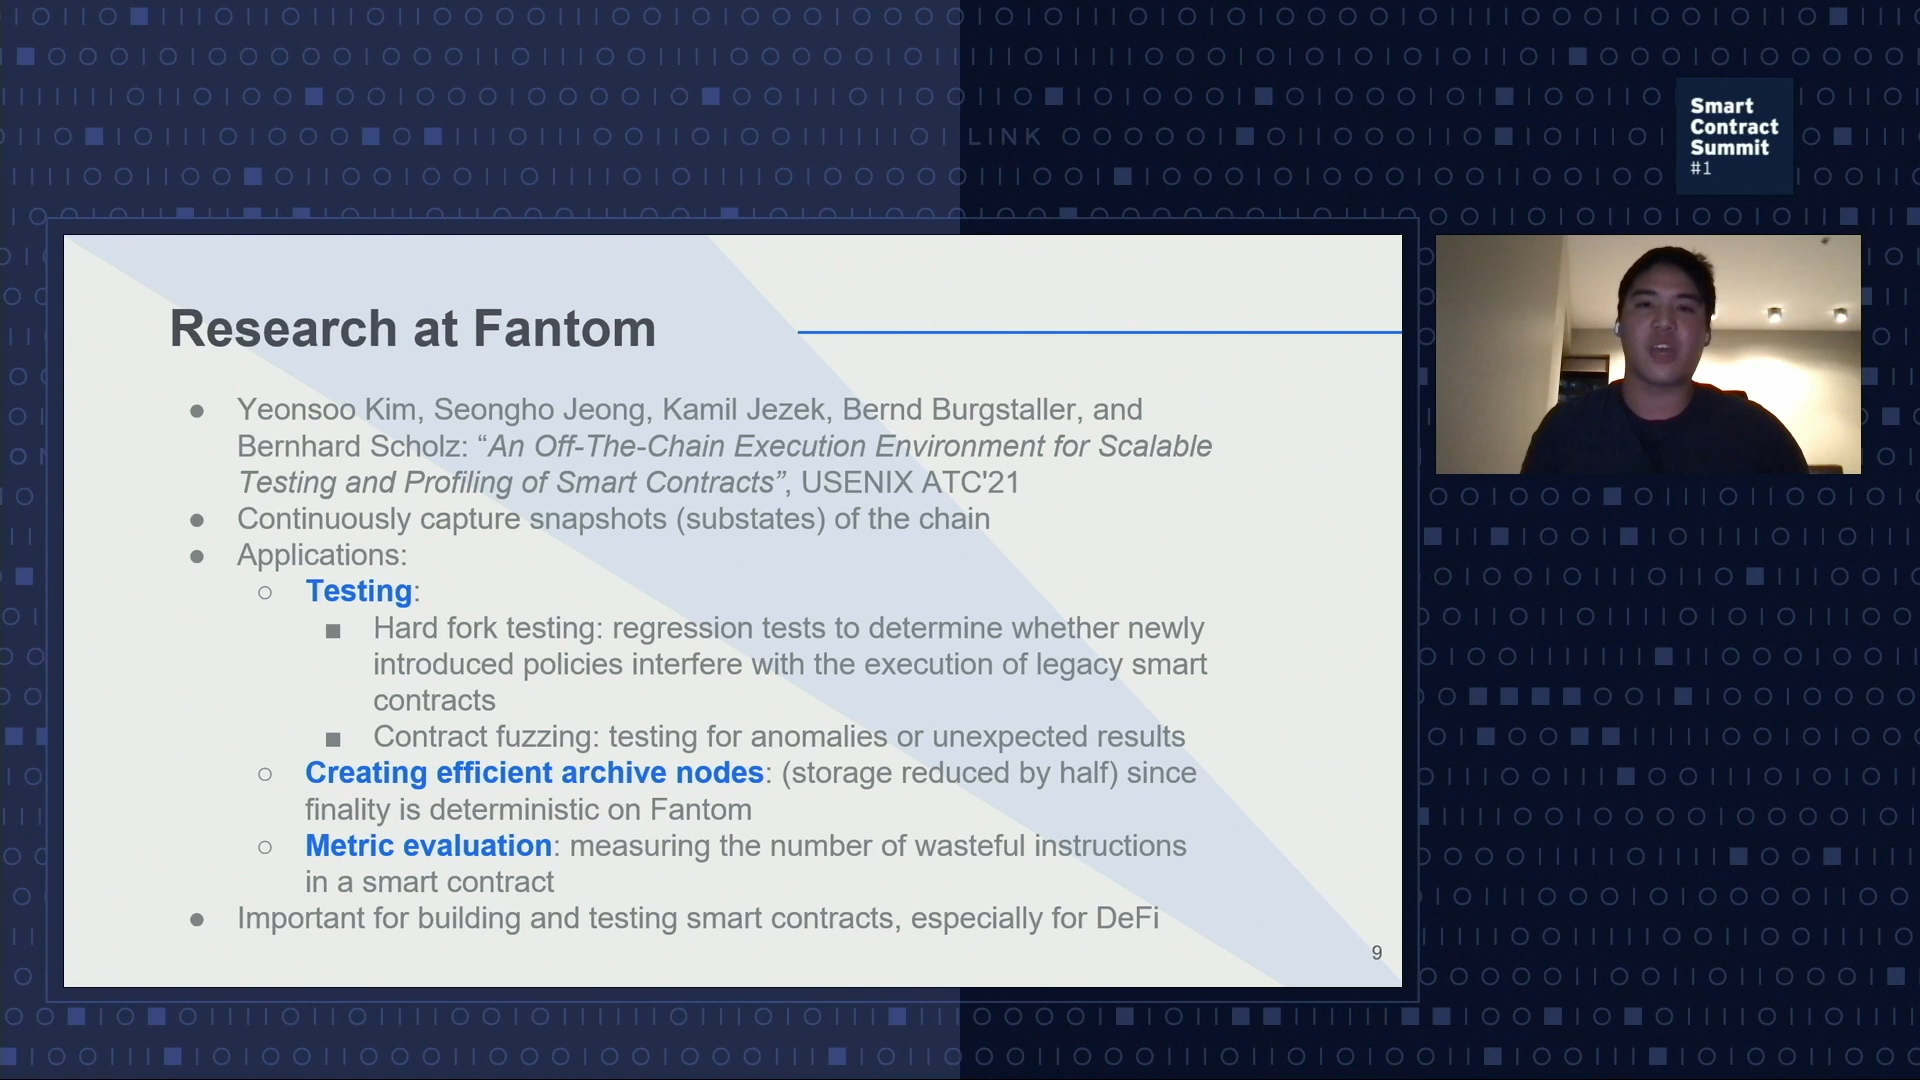 LINK
Smart
Contract
Summit
#1
Research at Fantom
● Yeonsoo Kim, Seongho Jeong, Kamil Jezek, Bernd Burgstaller, and
Bernhard Scholz: “An Off-The-Chain Execution Environment for Scalable
Testing and Profiling of Smart Contracts”, USENIX ATC'21
● Continuously capture snapshots (substates) of the chain
● Applications:
○ Testing:
■ Hard fork testing: regression tests to determine whether newly
introduced policies interfere with the execution of legacy smart
contracts
■ Contract fuzzing: testing for anomalies or unexpected results
○ Creating efficient archive nodes: (storage reduced by half) since
finality is deterministic on Fantom
○ Metric evaluation: measuring the number of wasteful instructions
in a smart contract
● Important for building and testing smart contracts, especially for DeFi
9